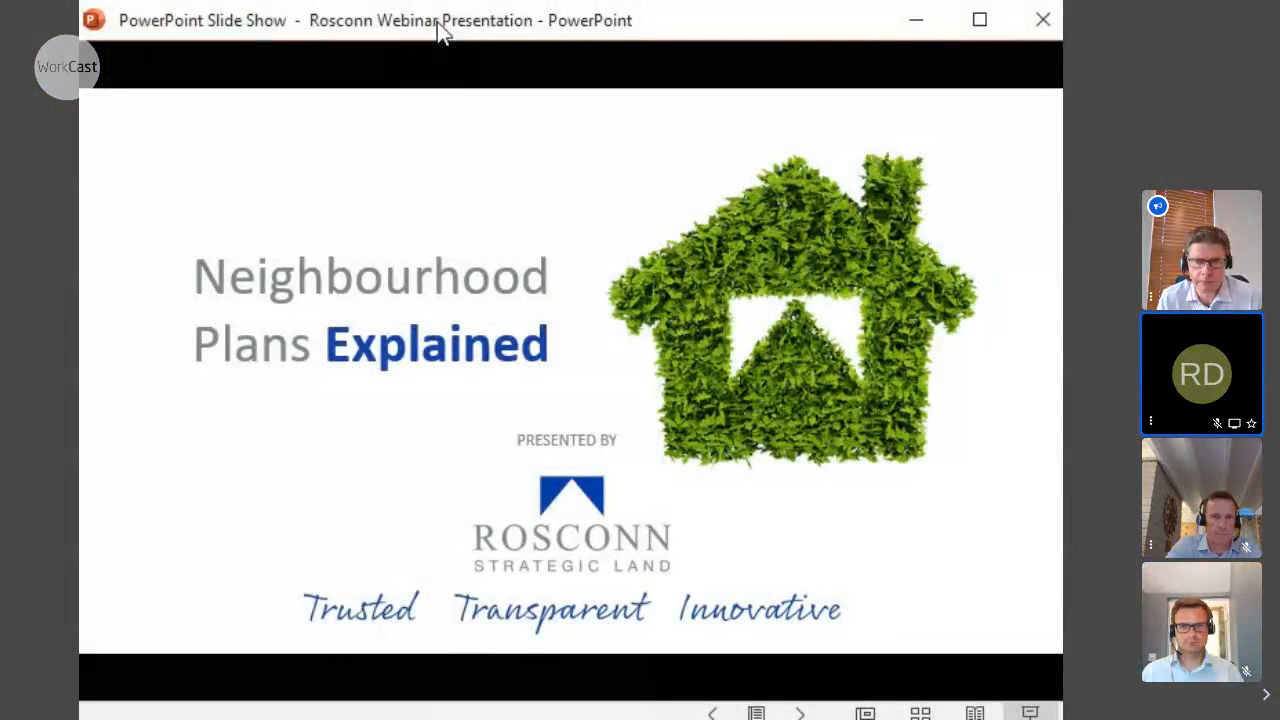 PowerPoint Slide Show - Rosconn Webinar Presentation - PowerPoint
WorkCast
Neighbourhood
Plans Explained
PRESENTED BY
ROSCONN
STRATEGIC LAND
Trusted Transparent Innovative
RD